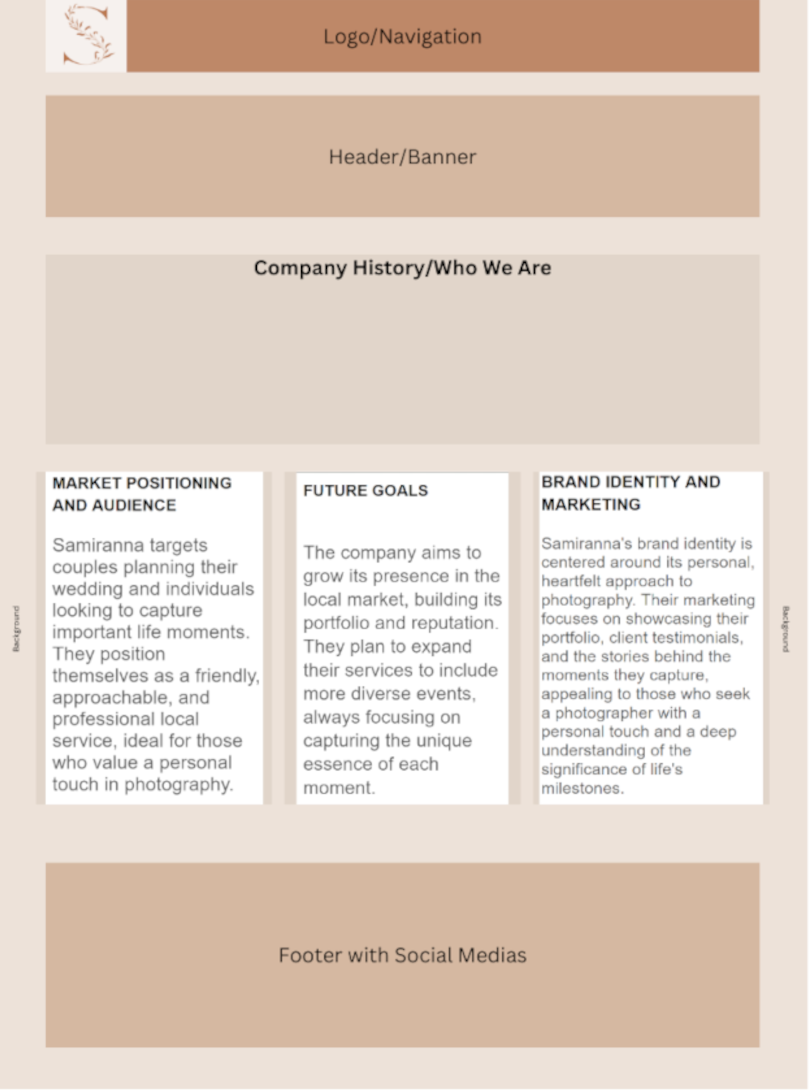 S
Logo/Navigation
Header/Banner
Company History/Who We Are
MARKET POSITIONING
AND AUDIENCE
Samiranna targets
couples planning their
wedding and individuals
looking to capture
important life moments.
They position
themselves as a friendly,
approachable, and
professional local
service, ideal for those
who value a personal
touch in photography.
FUTURE GOALS
The company aims to
grow its presence in the
local market, building its
portfolio and reputation.
They plan to expand
their services to include
more diverse events,
always focusing on
capturing the unique
essence of each
moment.
BRAND IDENTITY AND
MARKETING
Samiranna's brand identity is
centered around its personal,
heartfelt approach to
photography. Their marketing
focuses on showcasing their
portfolio, client testimonials,
and the stories behind the
moments they capture,
appealing to those who seek
a photographer with a
personal touch and a deep
understanding of the
significance of life's
milestones.
Background
Background
Footer with Social Medias